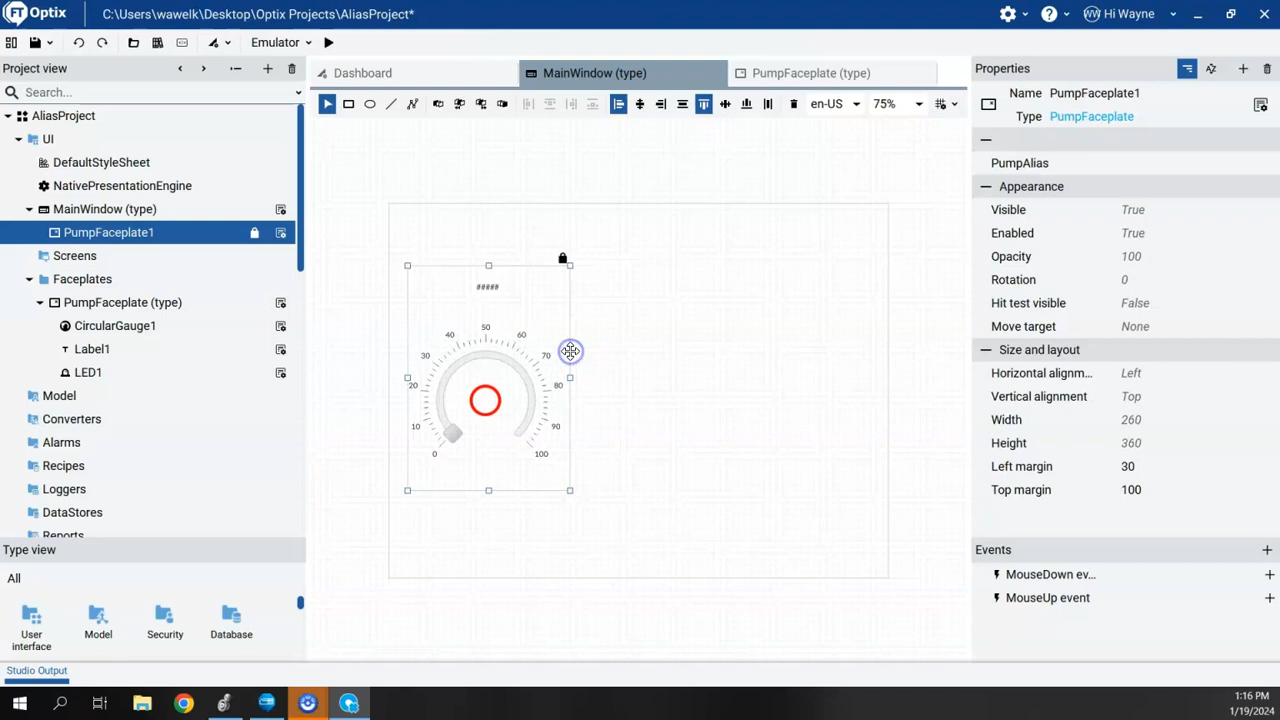 FT Optix C:\Users\wawelk\Desktop\Optix Projects\AliasProject*
WW Hi Wayne
Emulator
Project view
Dashboard
MainWindow (type)
PumpFaceplate (type)
Properties
Search...
en-US
75%
Name PumpFaceplate1
Type PumpFaceplate
AliasProject
UI
DefaultStyleSheet
NativePresentationEngine
MainWindow (type)
PumpFaceplate1
Screens
Faceplates
PumpFaceplate (type)
CircularGauge1
Label1
LED1
Model
Converters
Alarms
Recipes
Loggers
DataStores
Reports
Type view
All
User interface
Model
Security
Database
Studio Output
#####
0
10
20
30
40
50
60
70
80
90
100
PumpAlias
Appearance
Visible True
Enabled True
Opacity 100
Rotation 0
Hit test visible False
Move target None
Size and layout
Horizontal alignm... Left
Vertical alignment Top
Width 260
Height 360
Left margin 30
Top margin 100
Events
MouseDown ev...
MouseUp event
1:16 PM
1/19/2024